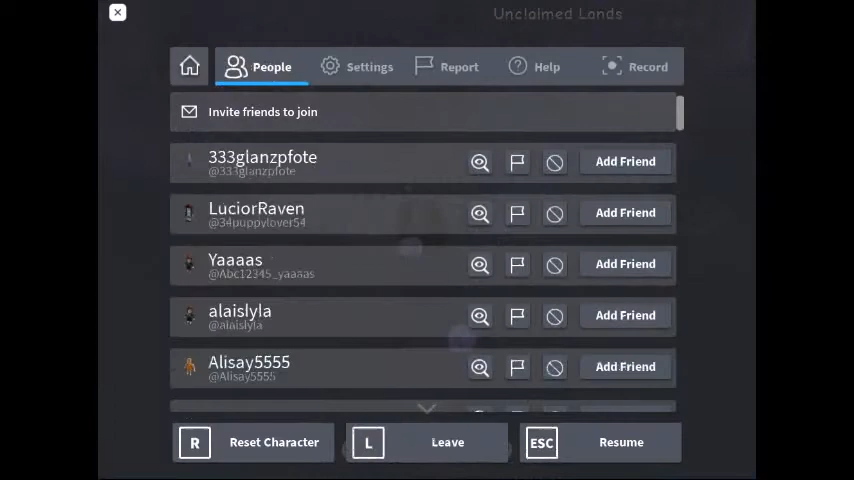 Unclaimed Lands
People
Settings
Report
Help
Record
Invite friends to join
333glanzpfote
@333glanzpfote
Add Friend
LuciorRaven
@34puppylover54
Add Friend
Yaaaas
@Abc12345_yaaaas
Add Friend
alaislyla
@alaislyla
Add Friend
Alisay5555
@Alisay5555
Add Friend
R Reset Character
L Leave
ESC Resume